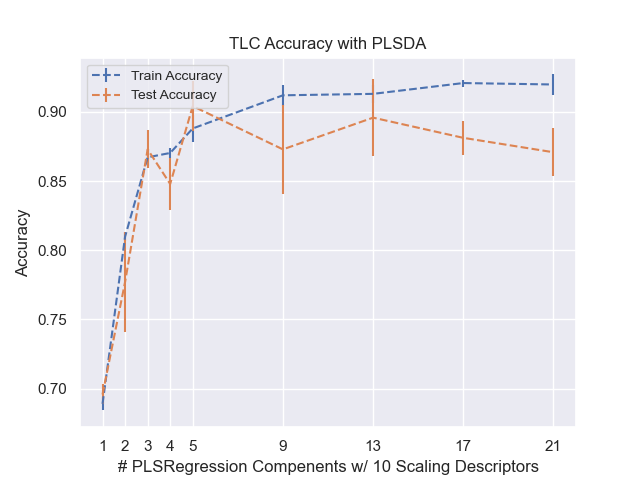 TLC Accuracy with PLSDA
Train Accuracy
Test Accuracy
0.90
0.85
0.80
0.75
0.70
Accuracy
1 2 3 4 5 9 13 17 21
# PLSRegression Compenents w/ 10 Scaling Descriptors